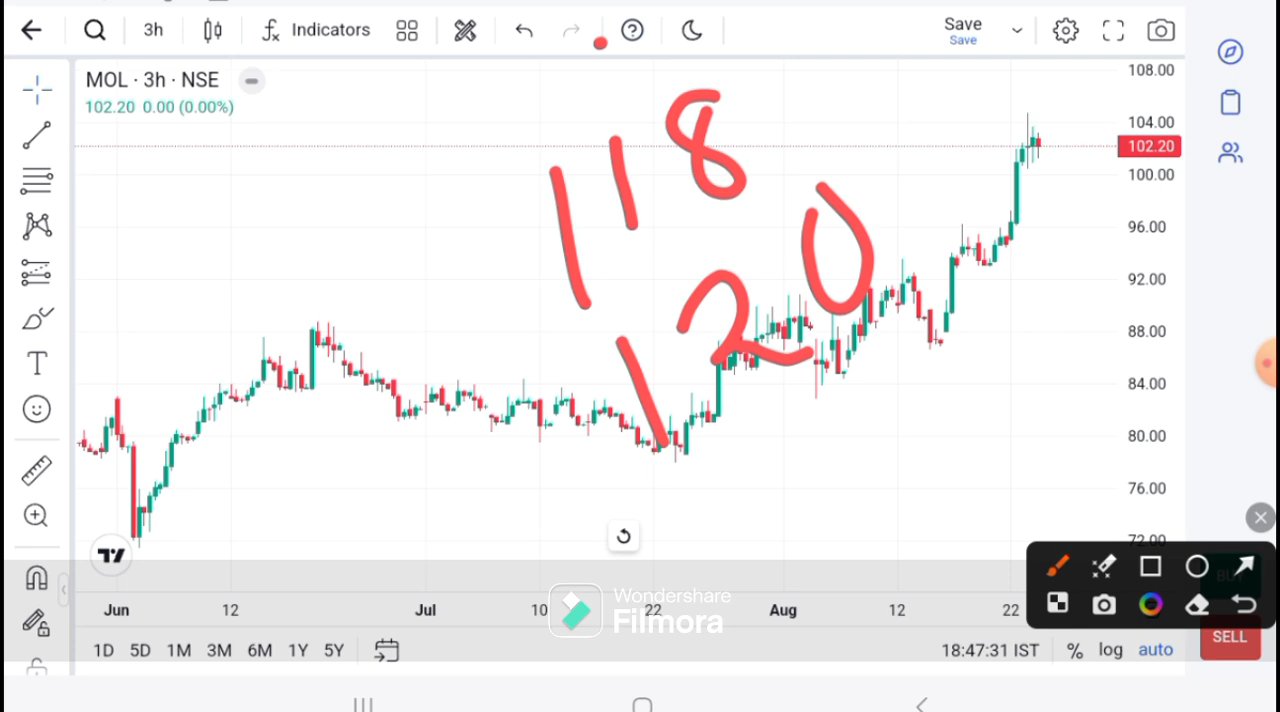 3h Indicators Save
Save
MOL · 3h · NSE
102.20 0.00 (0.00%)
108.00
104.00
102.20
100.00
96.00
92.00
88.00
84.00
80.00
76.00
72.00
118
120
Jun 12 Jul 10 22 Aug 12 22
Wondershare
Filmora
1D 5D 1M 3M 6M 1Y 5Y 18:47:31 IST % log auto
SELL